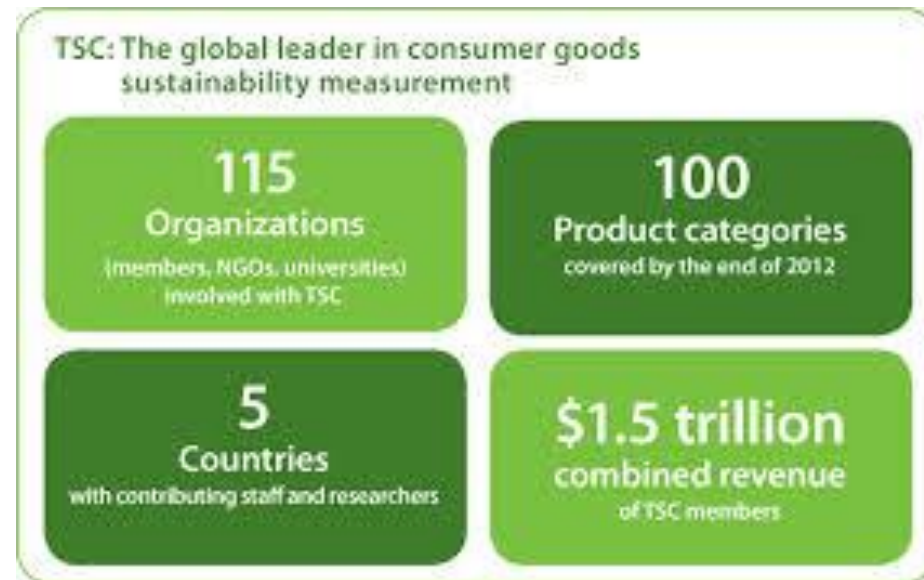 TSC: The global leader in consumer goods
sustainability measurement
115
Organizations
(members, NGOs, universities)
involved with TSC
100
Product categories
covered by the end of 2012
5
Countries
with contributing staff and researchers
$1.5 trillion
combined revenue
of TSC members